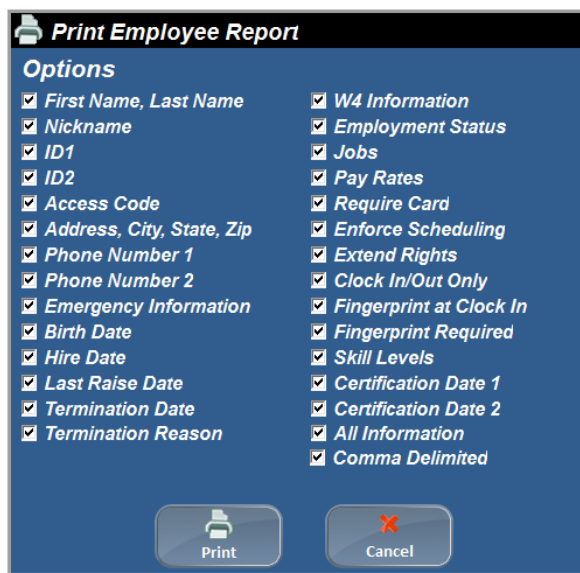 Print Employee Report
Options
First Name, Last Name
Nickname
ID1
ID2
Access Code
Address, City, State, Zip
Phone Number 1
Phone Number 2
Emergency Information
Birth Date
Hire Date
Last Raise Date
Termination Date
Termination Reason
W4 Information
Employment Status
Jobs
Pay Rates
Require Card
Enforce Scheduling
Extend Rights
Clock In/Out Only
Fingerprint at Clock In
Fingerprint Required
Skill Levels
Certification Date 1
Certification Date 2
All Information
Comma Delimited
Print
Cancel